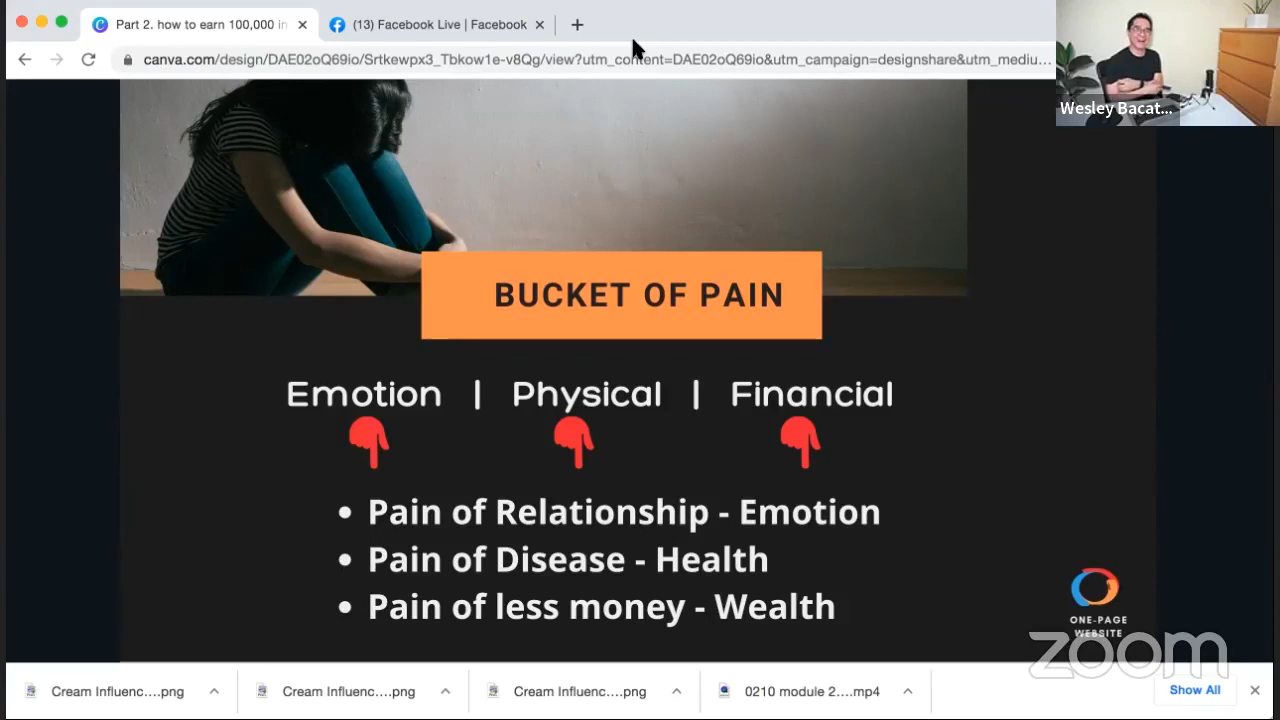 Part 2. how to earn 100,000 in
(13) Facebook Live | Facebook
canva.com/design/DAE02oQ69io/Srtkewpx3_Tbkow1e-v8Qg/view?utm_content=DAE02oQ69io&utm_campaign=designshare&utm_mediu...
Wesley Bacat...
BUCKET OF PAIN
Emotion | Physical | Financial
• Pain of Relationship - Emotion
• Pain of Disease - Health
• Pain of less money - Wealth
ONE-PAGE
WEBSITE
zoom
Cream Influenc....png
Cream Influenc....png
Cream Influenc....png
0210 module 2....mp4
Show All